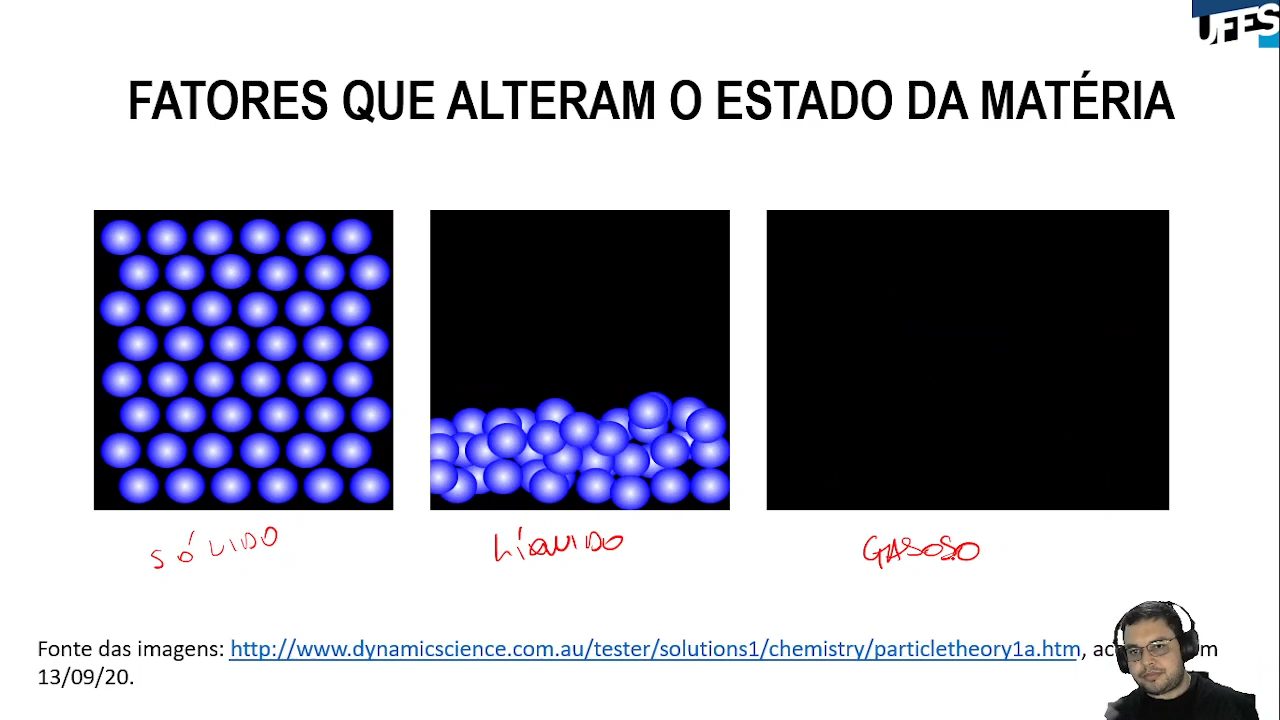 UFES
FATORES QUE ALTERAM O ESTADO DA MATÉRIA
SÓLIDO
LÍQUIDO
GASOSO
Fonte das imagens: http://www.dynamicscience.com.au/tester/solutions1/chemistry/particletheory1a.htm,
13/09/20.